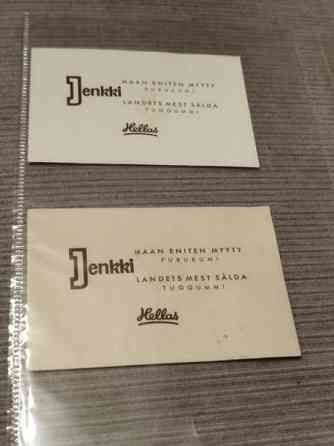 Jenkki
MAAN ENITEN MYYTY
PURUKUMI
LANDETS MEST SÅLDA
TUGGUMMI
Hellas
Jenkki
MAAN ENITEN MYYTY
PURUKUMI
LANDETS MEST SÅLDA
TUGGUMMI
Hellas